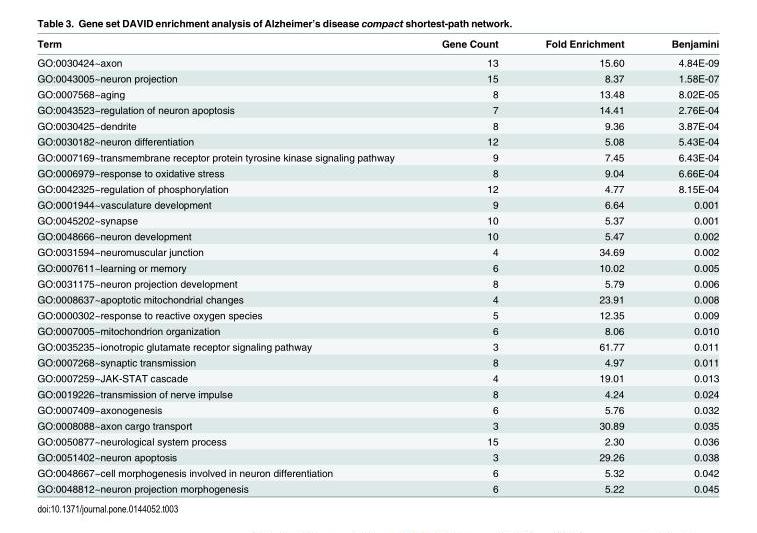 Table 3. Gene set DAVID enrichment analysis of Alzheimer's disease compact shortest-path network.
Term Gene Count Fold Enrichment Benjamini
GO:0030424~axon 13 15.60 4.84E-09
GO:0043005~neuron projection 15 8.37 1.58E-07
GO:0007568~aging 8 13.48 8.02E-05
GO:0043523~regulation of neuron apoptosis 7 14.41 2.76E-04
GO:0030425~dendrite 8 9.36 3.87E-04
GO:0030182~neuron differentiation 12 5.08 5.43E-04
GO:0007169~transmembrane receptor protein tyrosine kinase signaling pathway 9 7.45 6.43E-04
GO:0006979~response to oxidative stress 8 9.04 6.66E-04
GO:0042325~regulation of phosphorylation 12 4.77 8.15E-04
GO:0001944~vasculature development 9 6.64 0.001
GO:0045202~synapse 10 5.37 0.001
GO:0048666~neuron development 10 5.47 0.002
GO:0031594~neuromuscular junction 4 34.69 0.002
GO:0007611~learning or memory 6 10.02 0.005
GO:0031175~neuron projection development 8 5.79 0.006
GO:0008637~apoptotic mitochondrial changes 4 23.91 0.008
GO:0000302~response to reactive oxygen species 5 12.35 0.009
GO:0007005~mitochondrion organization 6 8.06 0.010
GO:0035235~ionotropic glutamate receptor signaling pathway 3 61.77 0.011
GO:0007268~synaptic transmission 8 4.97 0.011
GO:0007259~JAK-STAT cascade 4 19.01 0.013
GO:0019226~transmission of nerve impulse 8 4.24 0.024
GO:0007409~axonogenesis 6 5.76 0.032
GO:0008088~axon cargo transport 3 30.89 0.035
GO:0050877~neurological system process 15 2.30 0.036
GO:0051402~neuron apoptosis 3 29.26 0.038
GO:0048667~cell morphogenesis involved in neuron differentiation 6 5.32 0.042
GO:0048812~neuron projection morphogenesis 6 5.22 0.045
doi:10.1371/journal.pone.0144052.t003